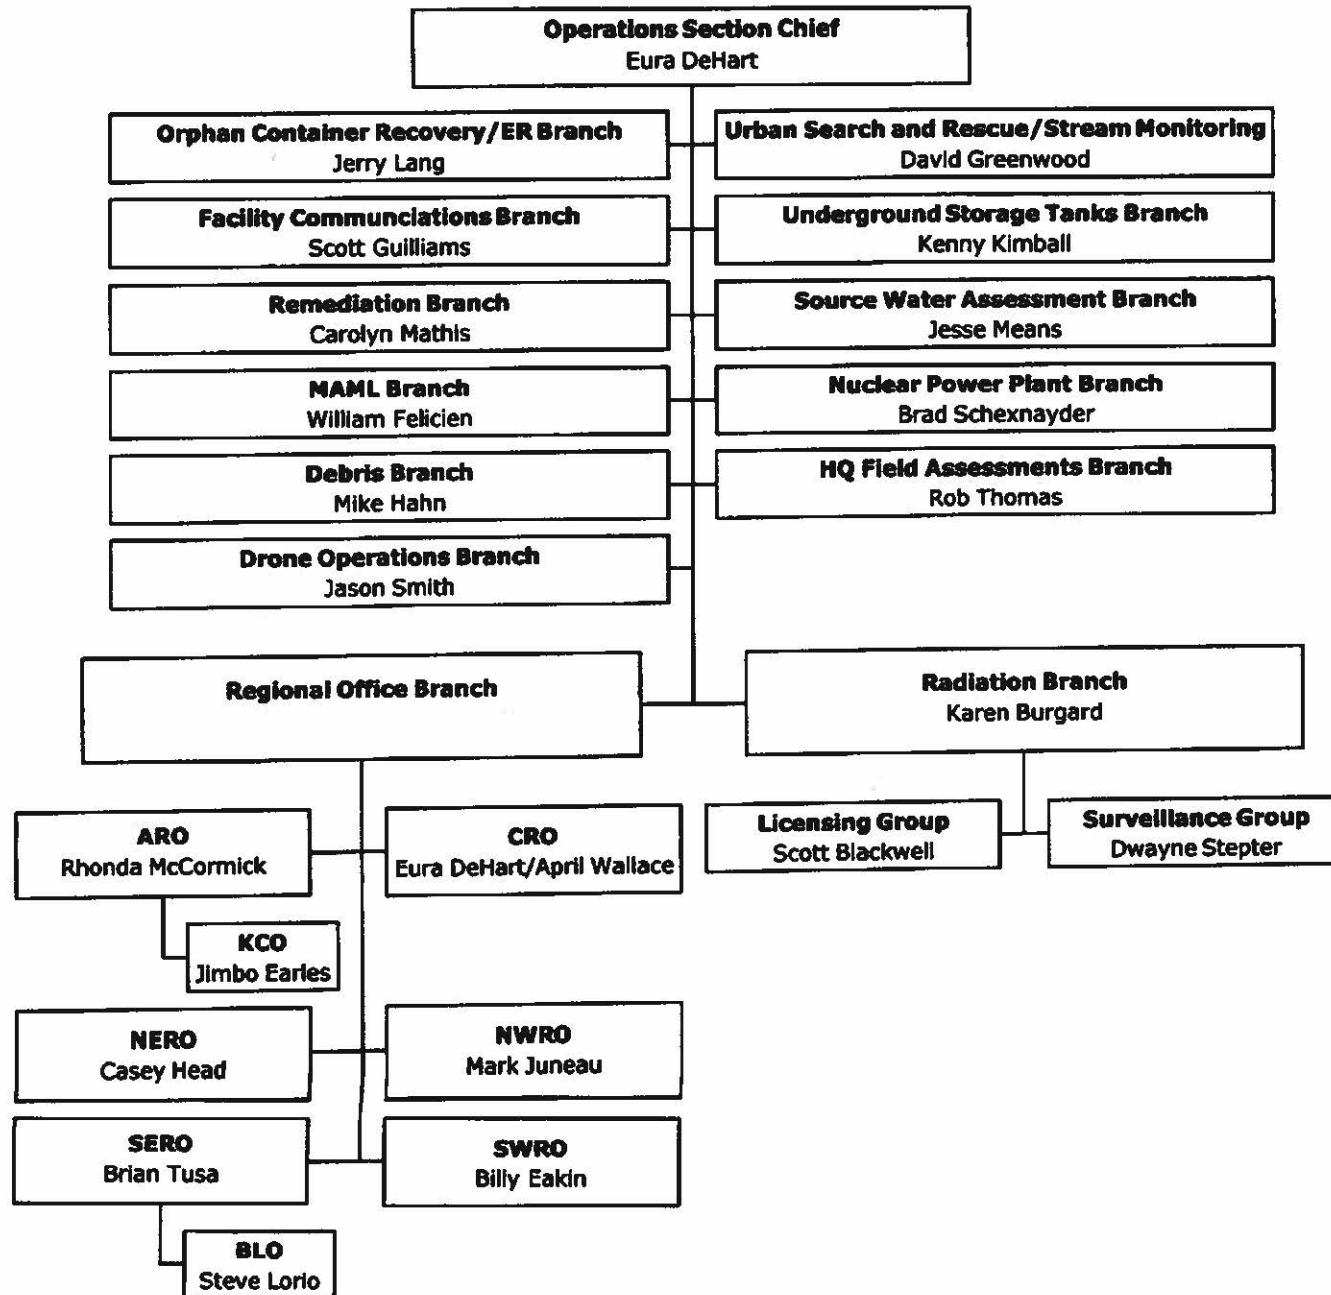 Operations Section Chief
Eura DeHart
Orphan Container Recovery/ER Branch
Jerry Lang
Urban Search and Rescue/Stream Monitoring
David Greenwood
Facility Communciations Branch
Scott Guilliams
Underground Storage Tanks Branch
Kenny Kimball
Remediation Branch
Carolyn Mathis
Source Water Assessment Branch
Jesse Means
MAML Branch
William Felicien
Nuclear Power Plant Branch
Brad Schexnayder
Debris Branch
Mike Hahn
HQ Field Assessments Branch
Rob Thomas
Drone Operations Branch
Jason Smith
Regional Office Branch
Radiation Branch
Karen Burgard
ARO
Rhonda McCormick
CRO
Eura DeHart/April Wallace
Licensing Group
Scott Blackwell
Surveillance Group
Dwayne Stepter
KCO
Jimbo Earles
NERO
Casey Head
NWRO
Mark Juneau
SERO
Brian Tusa
SWRO
Billy Eakin
BLO
Steve Lorio